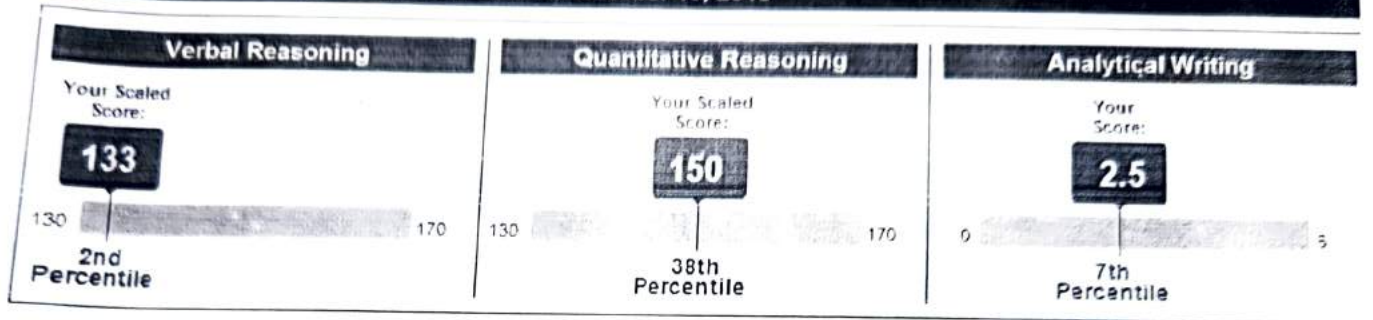 Verbal Reasoning
Your Scaled
Score:
133
130
170
2nd
Percentile
Quantitative Reasoning
Your Scaled
Score:
150
130
170
38th
Percentile
Analytical Writing
Your
Score:
2.5
0
7th
Percentile